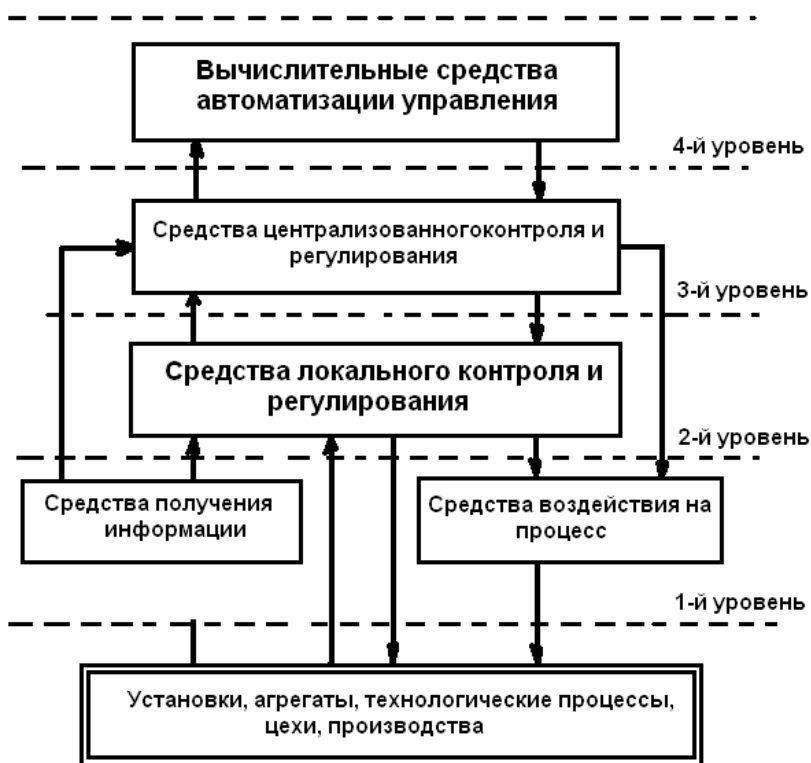 Вычислительные средства
автоматизации управления
4-й уровень
Средства централизованногоконтроля и
регулирования
3-й уровень
Средства локального контроля и
регулирования
2-й уровень
Средства получения
информации
Средства воздействия на
процесс
1-й уровень
Установки, агрегаты, технологические процессы,
цехи, производства